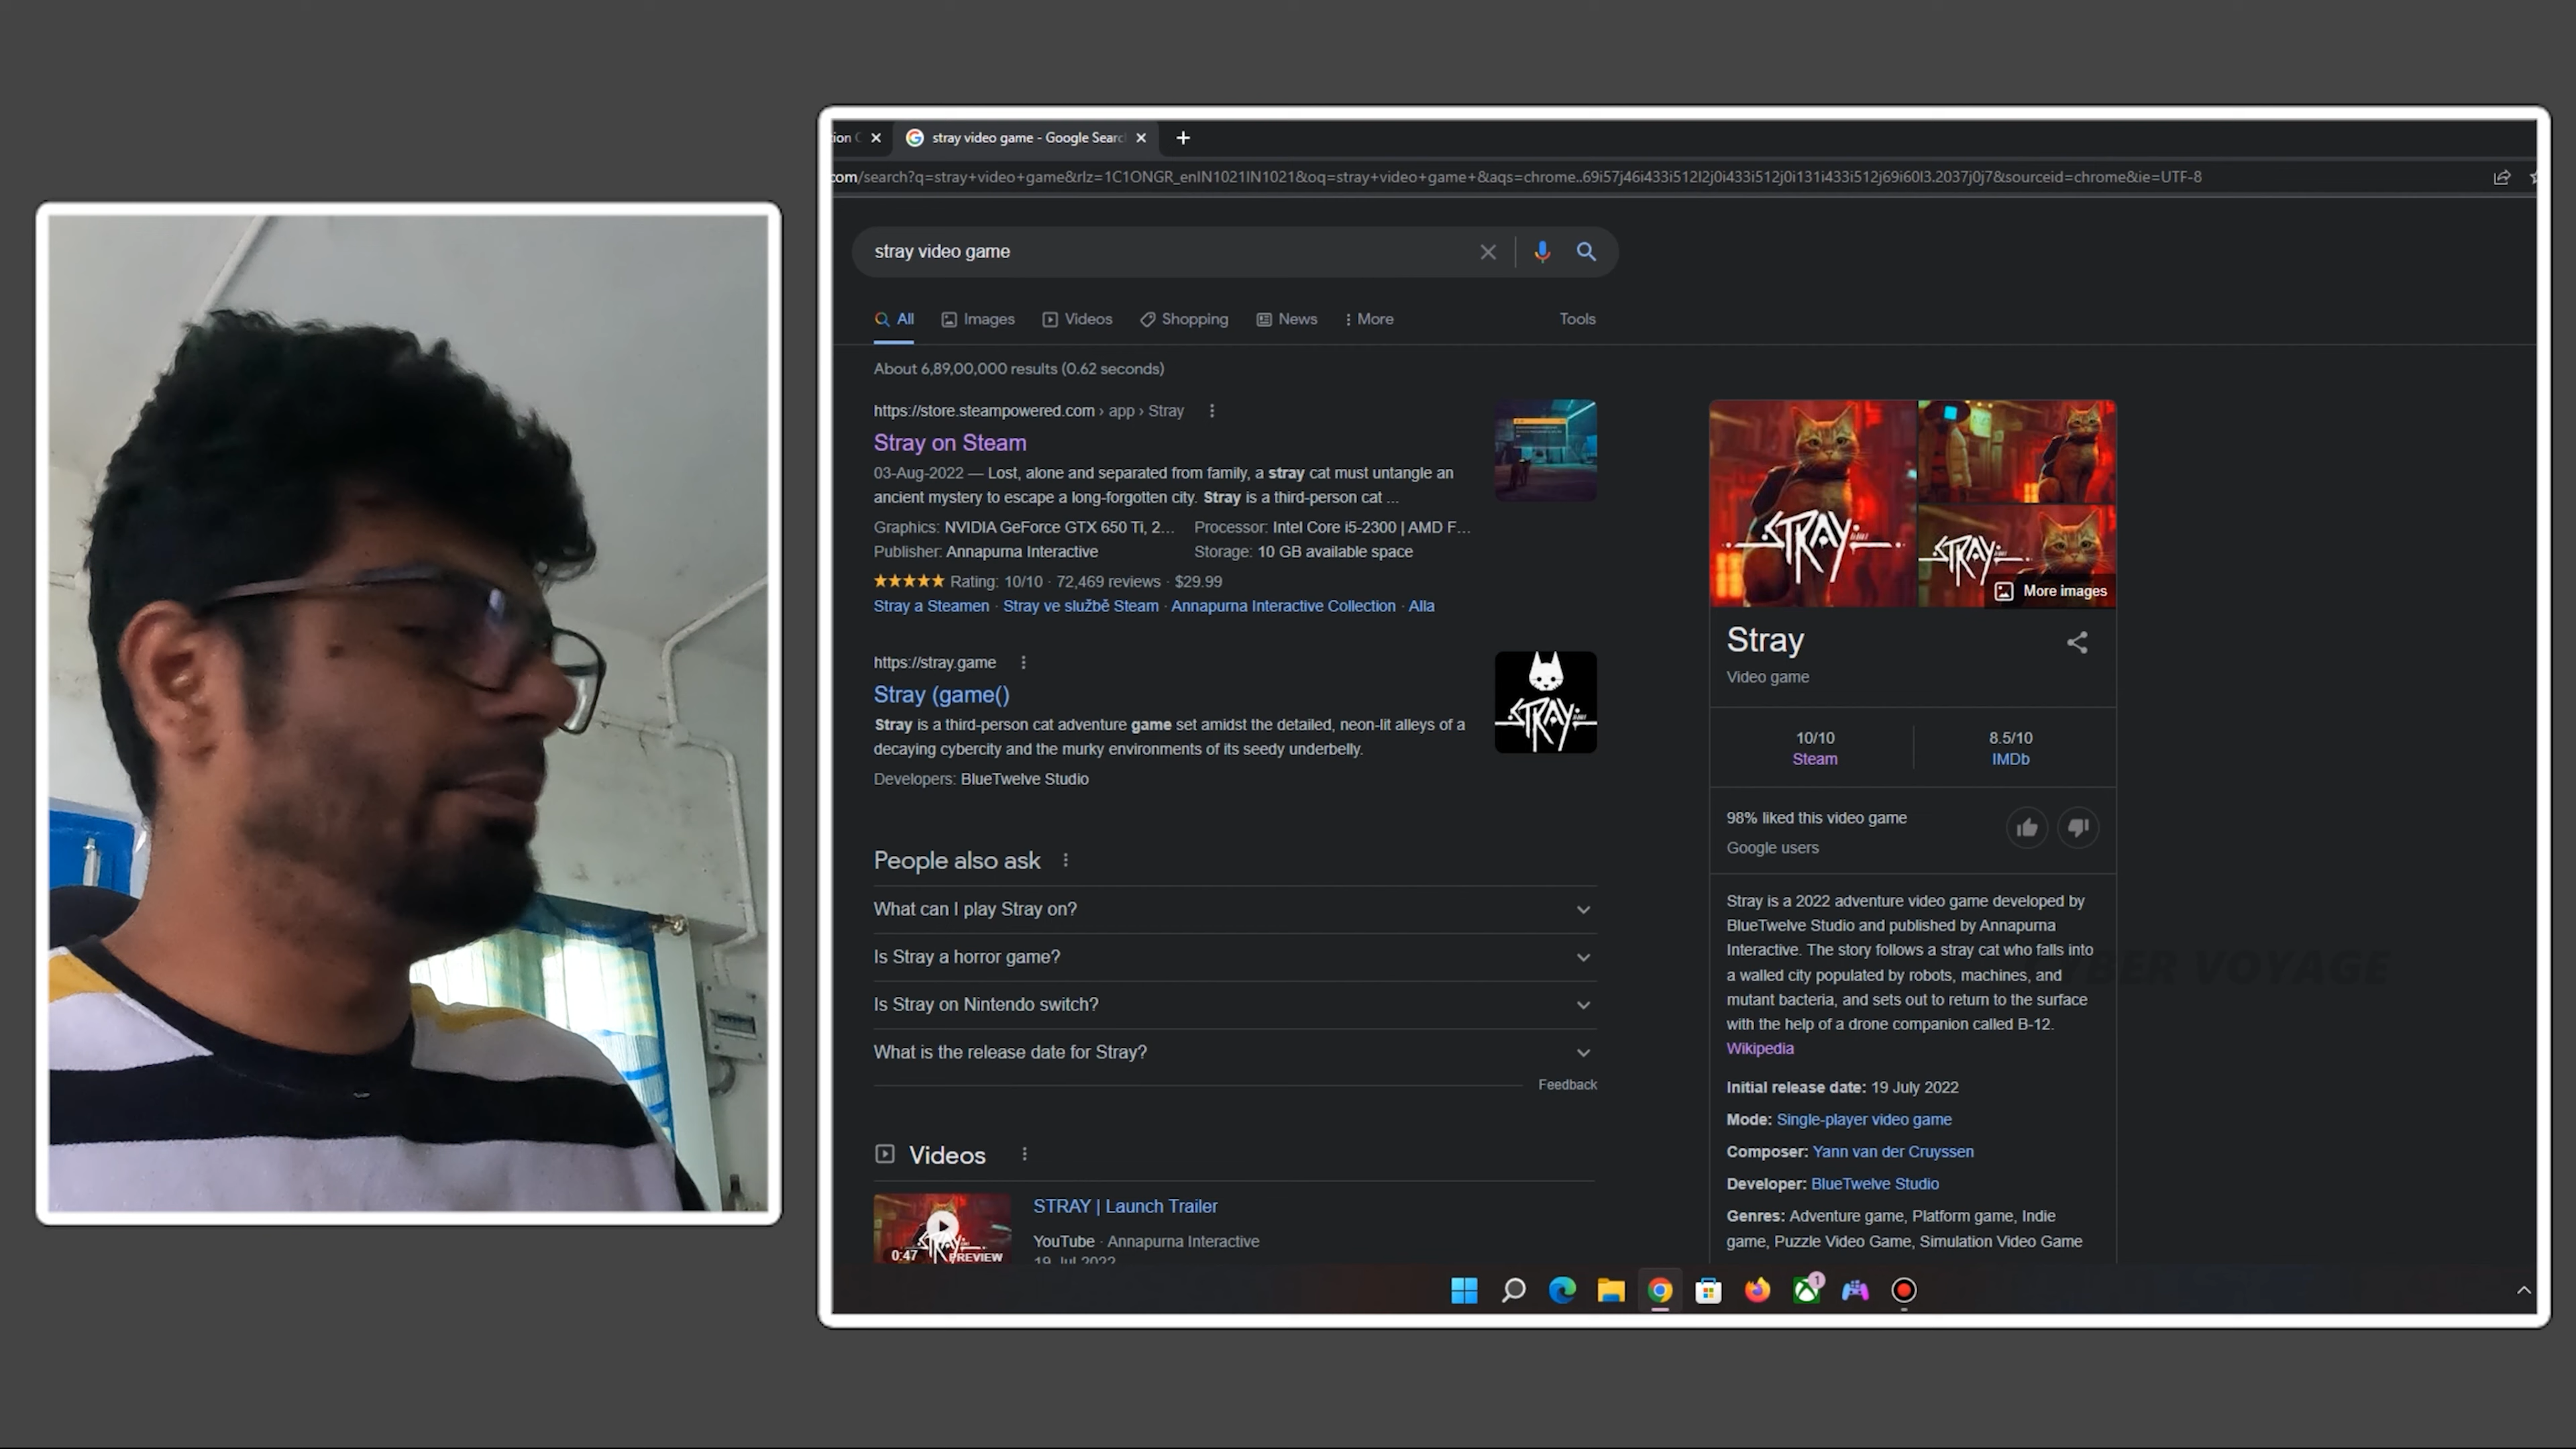 stray video game - Google Searc
com/search?q=stray+video+game&rlz=1C1ONGR_enIN1021IN1021&oq=stray+video+game+&aqs=chrome..69i57j46i433i512l2j0i433i512j0i131i433i512j69i60l3.2037j0j7&sourceid=chrome&ie=UTF-8
stray video game
All Images Videos Shopping News More Tools
About 6,89,00,000 results (0.62 seconds)
https://store.steampowered.com › app › Stray
Stray on Steam
03-Aug-2022 — Lost, alone and separated from family, a stray cat must untangle an
ancient mystery to escape a long-forgotten city. Stray is a third-person cat ...
Graphics: NVIDIA GeForce GTX 650 Ti, 2... Processor: Intel Core i5-2300 | AMD F...
Publisher: Annapurna Interactive Storage: 10 GB available space
Rating: 10/10 · 72,469 reviews · $29.99
Stray a Steamen · Stray ve službě Steam · Annapurna Interactive Collection · Alla
https://stray.game
Stray (game()
Stray is a third-person cat adventure game set amidst the detailed, neon-lit alleys of a
decaying cybercity and the murky environments of its seedy underbelly.
Developers: BlueTwelve Studio
STRAY
People also ask
What can I play Stray on?
Is Stray a horror game?
Is Stray on Nintendo switch?
What is the release date for Stray?
Feedback
Videos
STRAY | Launch Trailer
YouTube · Annapurna Interactive
19 Jul 2022
STRAY
0:47 PREVIEW
STRAY
STRAY
More images
Stray
Video game
10/10 8.5/10
Steam IMDb
98% liked this video game
Google users
Stray is a 2022 adventure video game developed by
BlueTwelve Studio and published by Annapurna
Interactive. The story follows a stray cat who falls into
a walled city populated by robots, machines, and
mutant bacteria, and sets out to return to the surface
with the help of a drone companion called B-12.
Wikipedia
Initial release date: 19 July 2022
Mode: Single-player video game
Composer: Yann van der Cruyssen
Developer: BlueTwelve Studio
Genres: Adventure game, Platform game, Indie
game, Puzzle Video Game, Simulation Video Game
VOYAGE
1